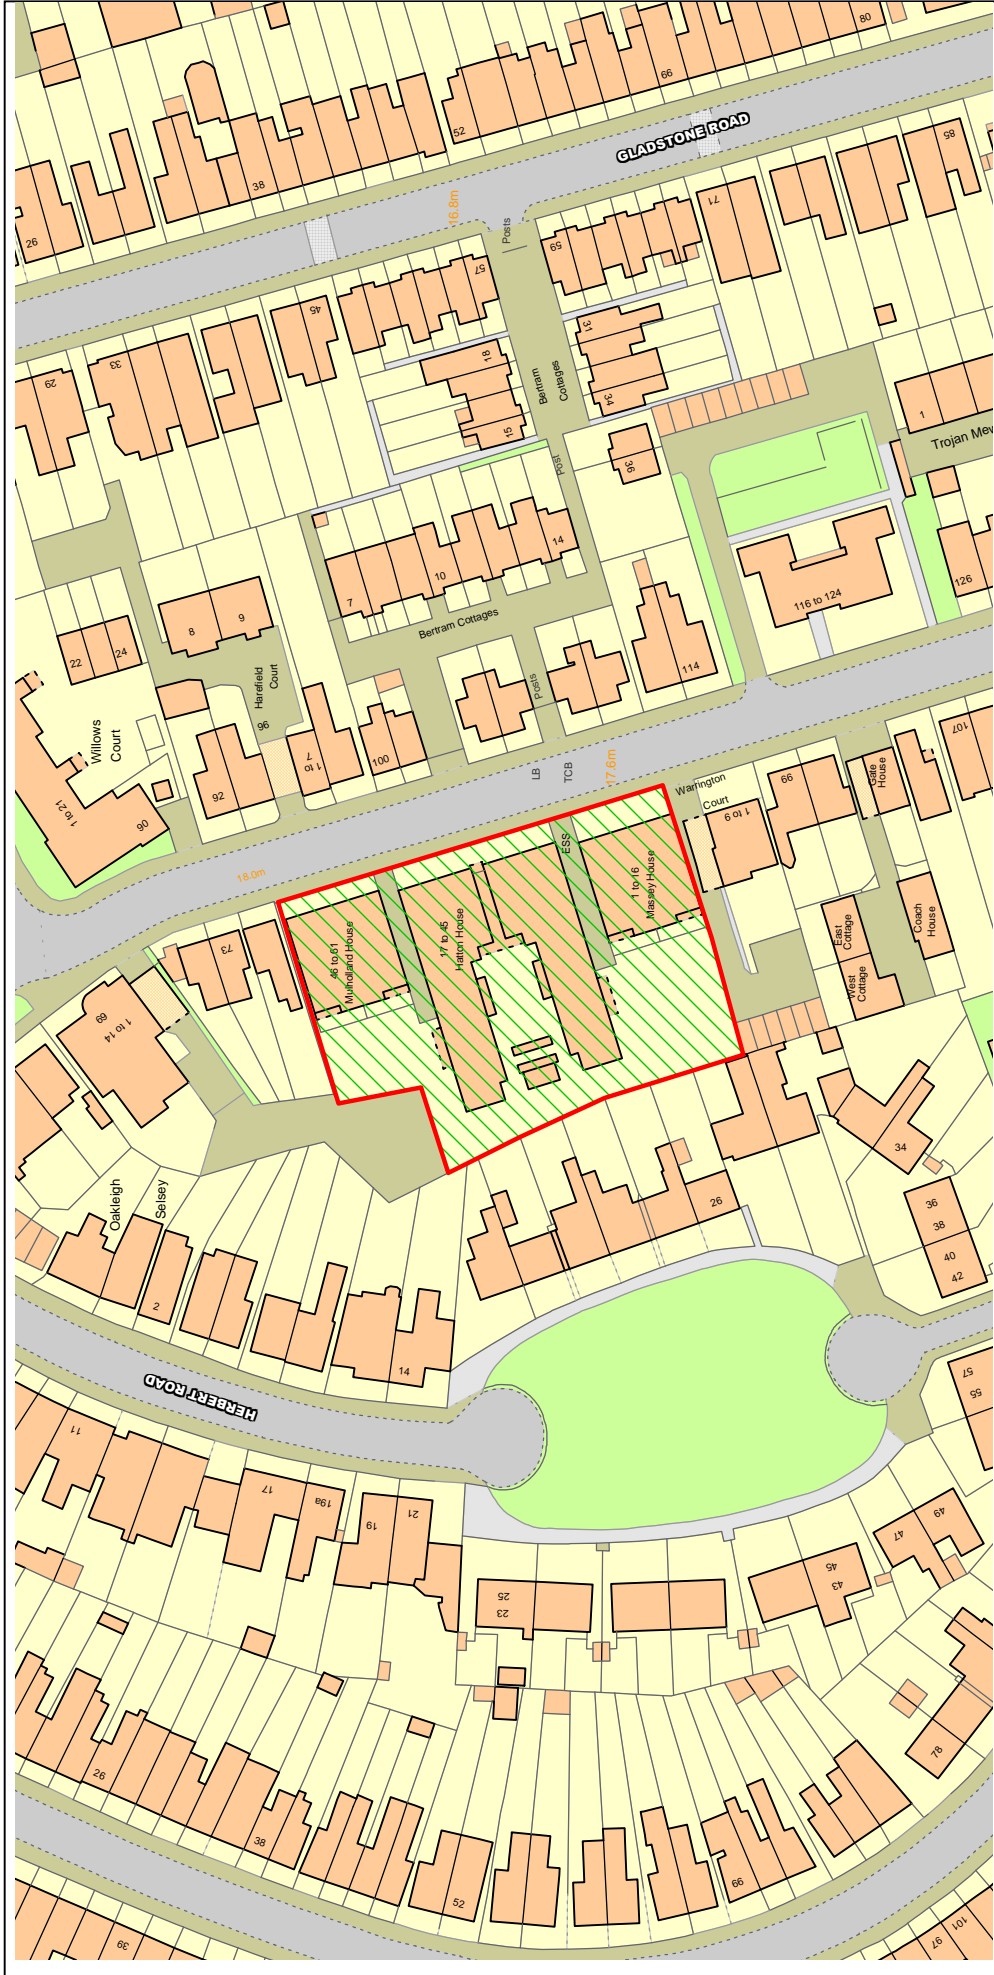 80
66
52
38
26
GLADSTONE ROAD
85
71
16.8m
Posts
59
57
45
33
29
31
18
34
15
Bertram
Cottages
36
Post
1
Trojan Mew
14
10
7
Bertram Cottages
116 to 124
126
8
9
22
24
Harefield
Court
Willows
Court
96
1 to 7
100
92
90
1 to 21
Posts
114
LB
TCB
17.6m
18.0m
Warrington
Court
1 to 9
99
Gate
House
107
ESS
1 to 16
Massey House
17 to 45
Hatton House
46 to 61
Mulholland House
73
69
1 to 14
East
Cottage
West
Cottage
Coach
House
34
36
38
40
42
26
Oakleigh
Selsey
2
14
HERBERT ROAD
57
55
11
17
19a
19
21
25
23
45
43
47
49
26
38
52
66
78
39
97
101